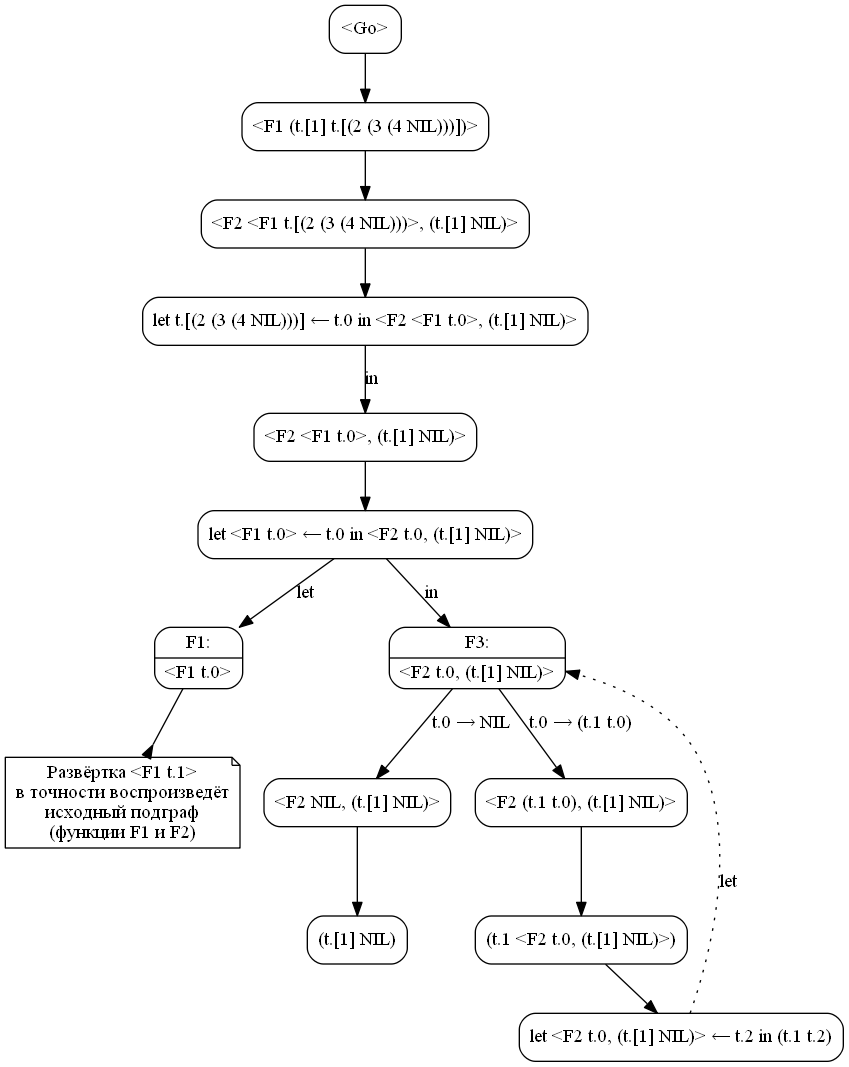 <Go>
<F1 (t.[1] t.[(2 (3 (4 NIL)))])>
<F2 <F1 t.[(2 (3 (4 NIL)))>, (t.[1] NIL)>
let t.[(2 (3 (4 NIL)))] ← t.0 in <F2 <F1 t.0>, (t.[1] NIL)>
in
<F2 <F1 t.0>, (t.[1] NIL)>
let <F1 t.0> ← t.0 in <F2 t.0, (t.[1] NIL)>
let
in
F1:
<F1 t.0>
F3:
<F2 t.0, (t.[1] NIL)>
t.0 → NIL
t.0 → (t.1 t.0)
Развёртка <F1 t.1>
в точности воспроизведёт
исходный подграф
(функции F1 и F2)
<F2 NIL, (t.[1] NIL)>
<F2 (t.1 t.0), (t.[1] NIL)>
let
(t.[1] NIL)
(t.1 <F2 t.0, (t.[1] NIL)>)
let <F2 t.0, (t.[1] NIL)> ← t.2 in (t.1 t.2)